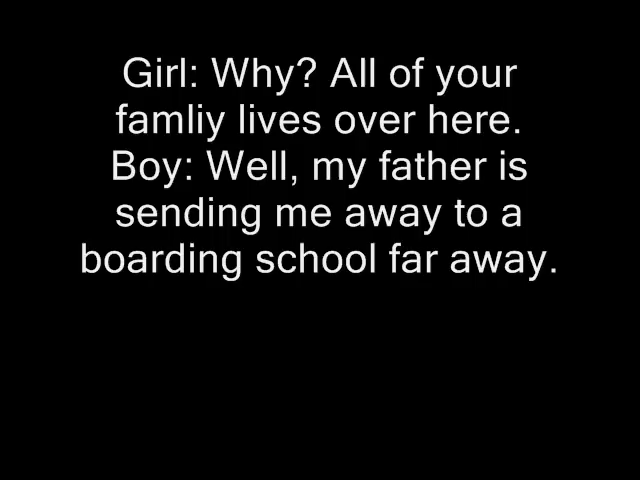 Girl: Why? All of your
famliy lives over here.
Boy: Well, my father is
sending me away to a
boarding school far away.